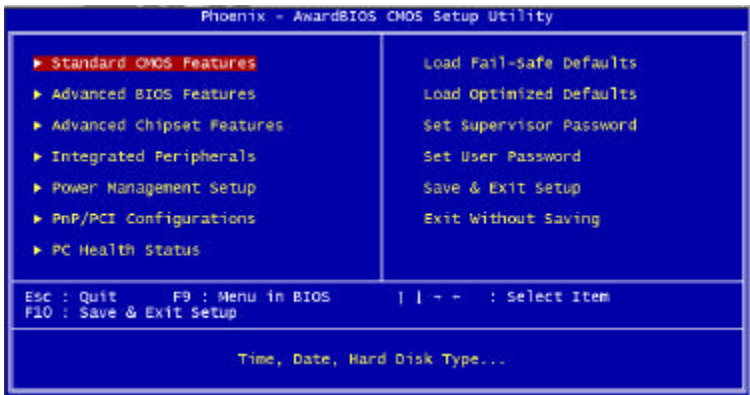 Phoenix - AwardBIOS CMOS Setup Utility
▶ Standard CMOS Features
▶ Advanced BIOS Features
▶ Advanced Chipset Features
▶ Integrated Peripherals
▶ Power Management Setup
▶ PnP/PCI Configurations
▶ PC Health Status
Load Fail-Safe Defaults
Load Optimized Defaults
Set Supervisor Password
Set User Password
Save & Exit Setup
Exit Without Saving
Esc : Quit F9 : Menu in BIOS ↑ ↓ → ← : Select Item
F10 : Save & Exit Setup
Time, Date, Hard Disk Type...